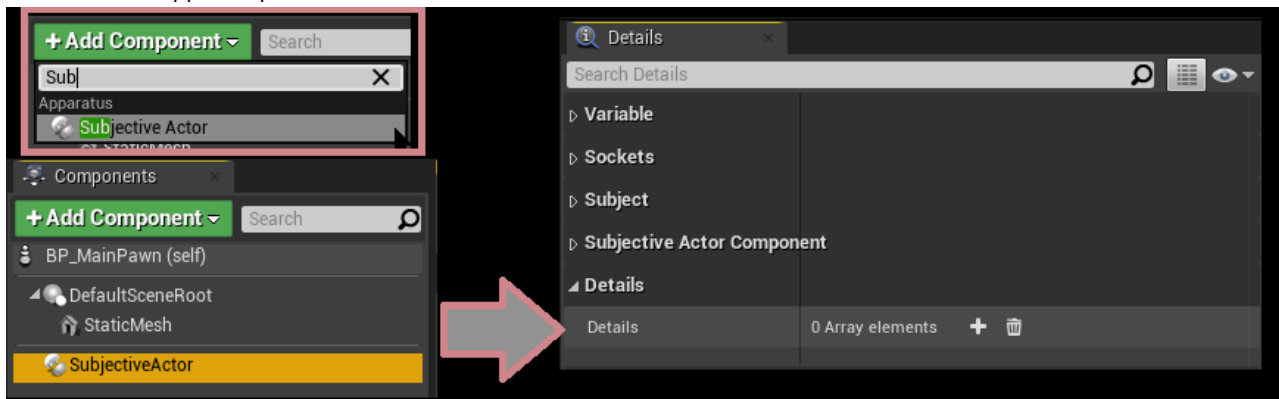 + Add Component
Search
Sub
Apparatus
Subjective Actor
StaticMesh
Components
+ Add Component
Search
BP_MainPawn (self)
DefaultSceneRoot
StaticMesh
SubjectiveActor
Details
Search Details
Variable
Sockets
Subject
Subjective Actor Component
Details
Details 0 Array elements